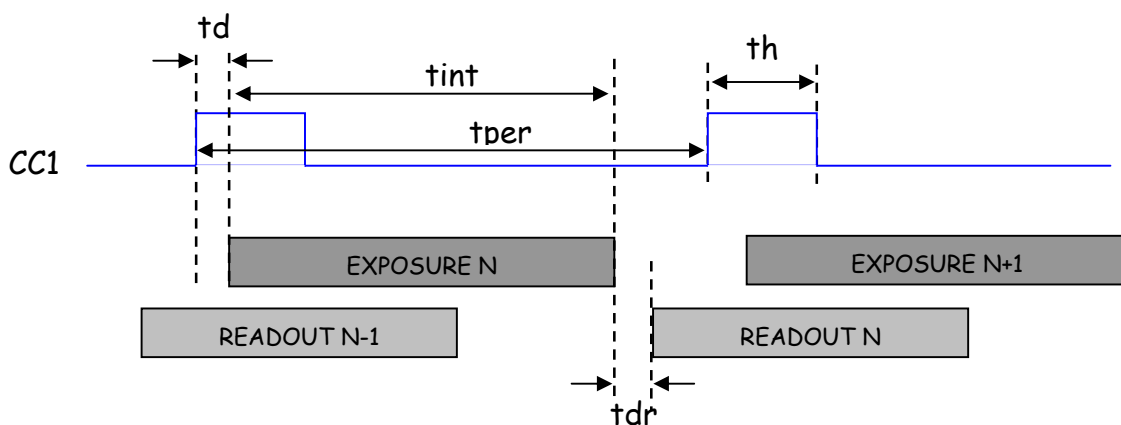 td
th
tint
tper
CC1
EXPOSURE N
EXPOSURE N+1
READOUT N-1
READOUT N
tdr